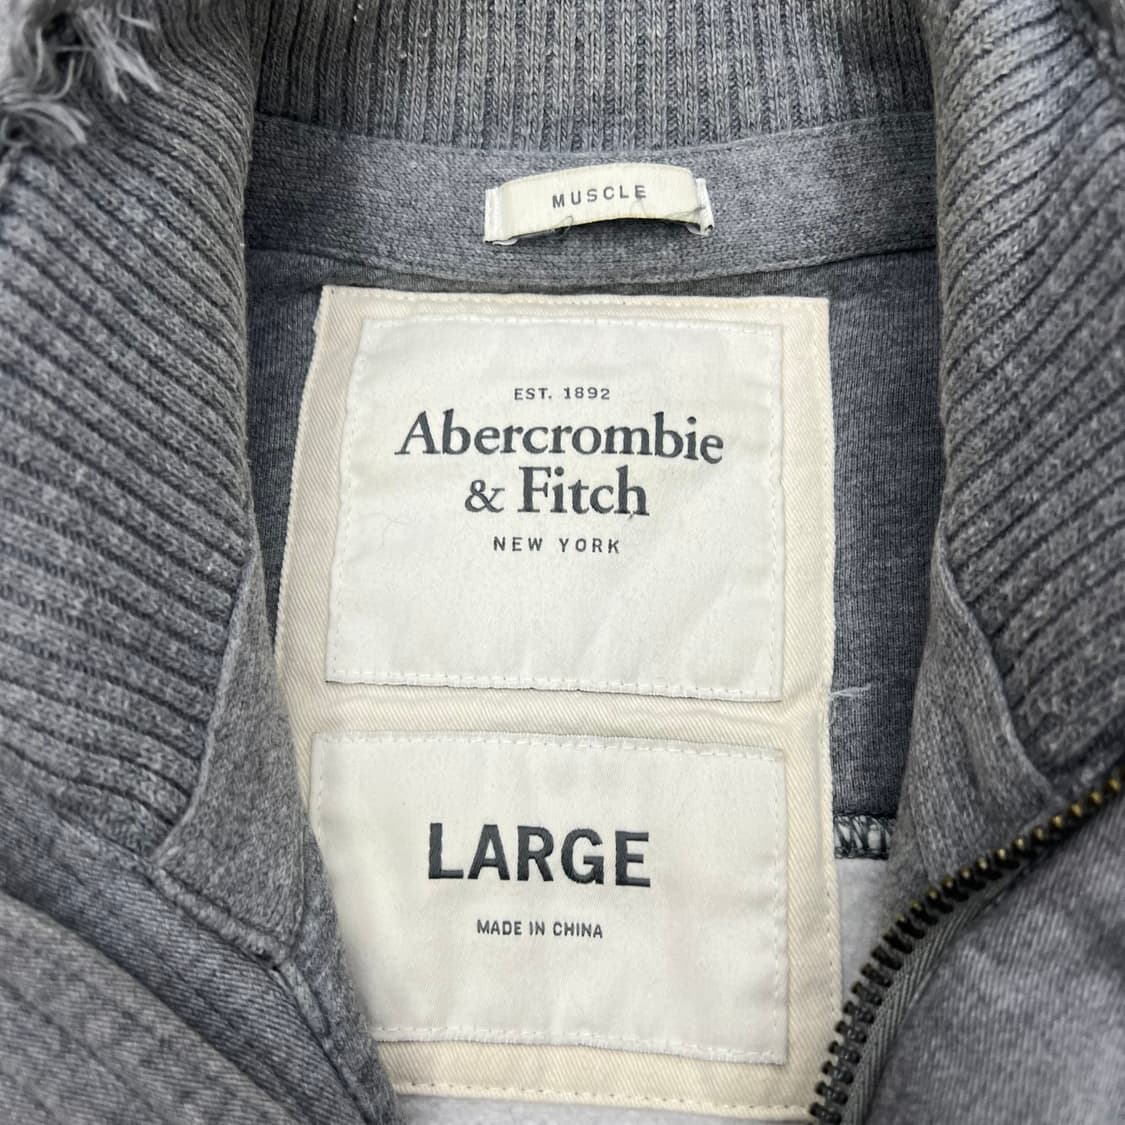 MUSCLE
EST. 1892
Abercrombie
& Fitch
NEW YORK
LARGE
MADE IN CHINA